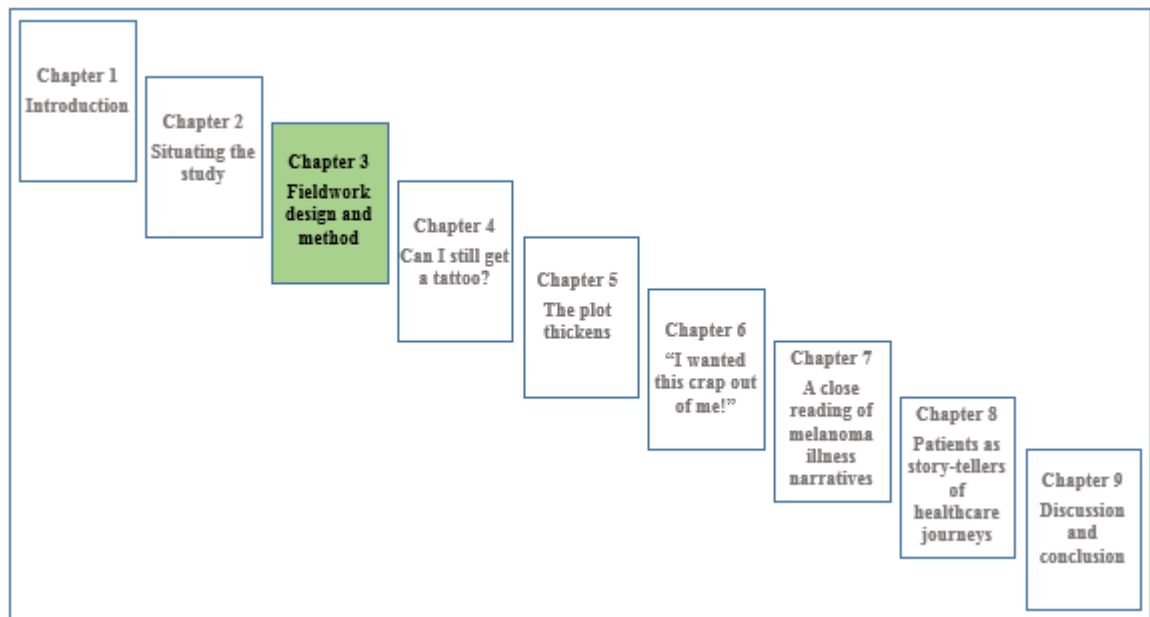 Chapter 1
Introduction
Chapter 2
Situating the
study
Chapter 3
Fieldwork
design and
method
Chapter 4
Can I still get
a tattoo?
Chapter 5
The plot
thickens
Chapter 6
“I wanted
this crap out
of me!”
Chapter 7
A close
reading of
melanoma
illness
narratives
Chapter 8
Patients as
story-tellers
of
healthcare
journeys
Chapter 9
Discussion
and
conclusion